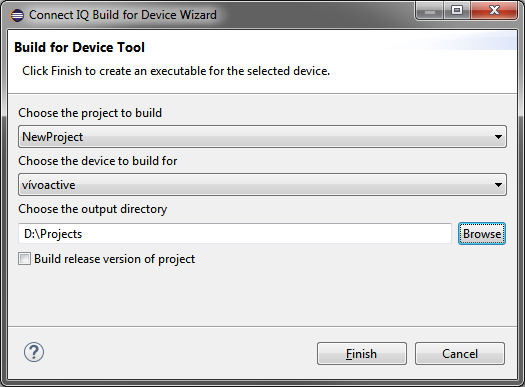 Connect IQ Build for Device Wizard
Build for Device Tool
Click Finish to create an executable for the selected device.
Choose the project to build
NewProject
Choose the device to build for
vívoactive
Choose the output directory
D:\Projects Browse
Build release version of project
? Finish Cancel